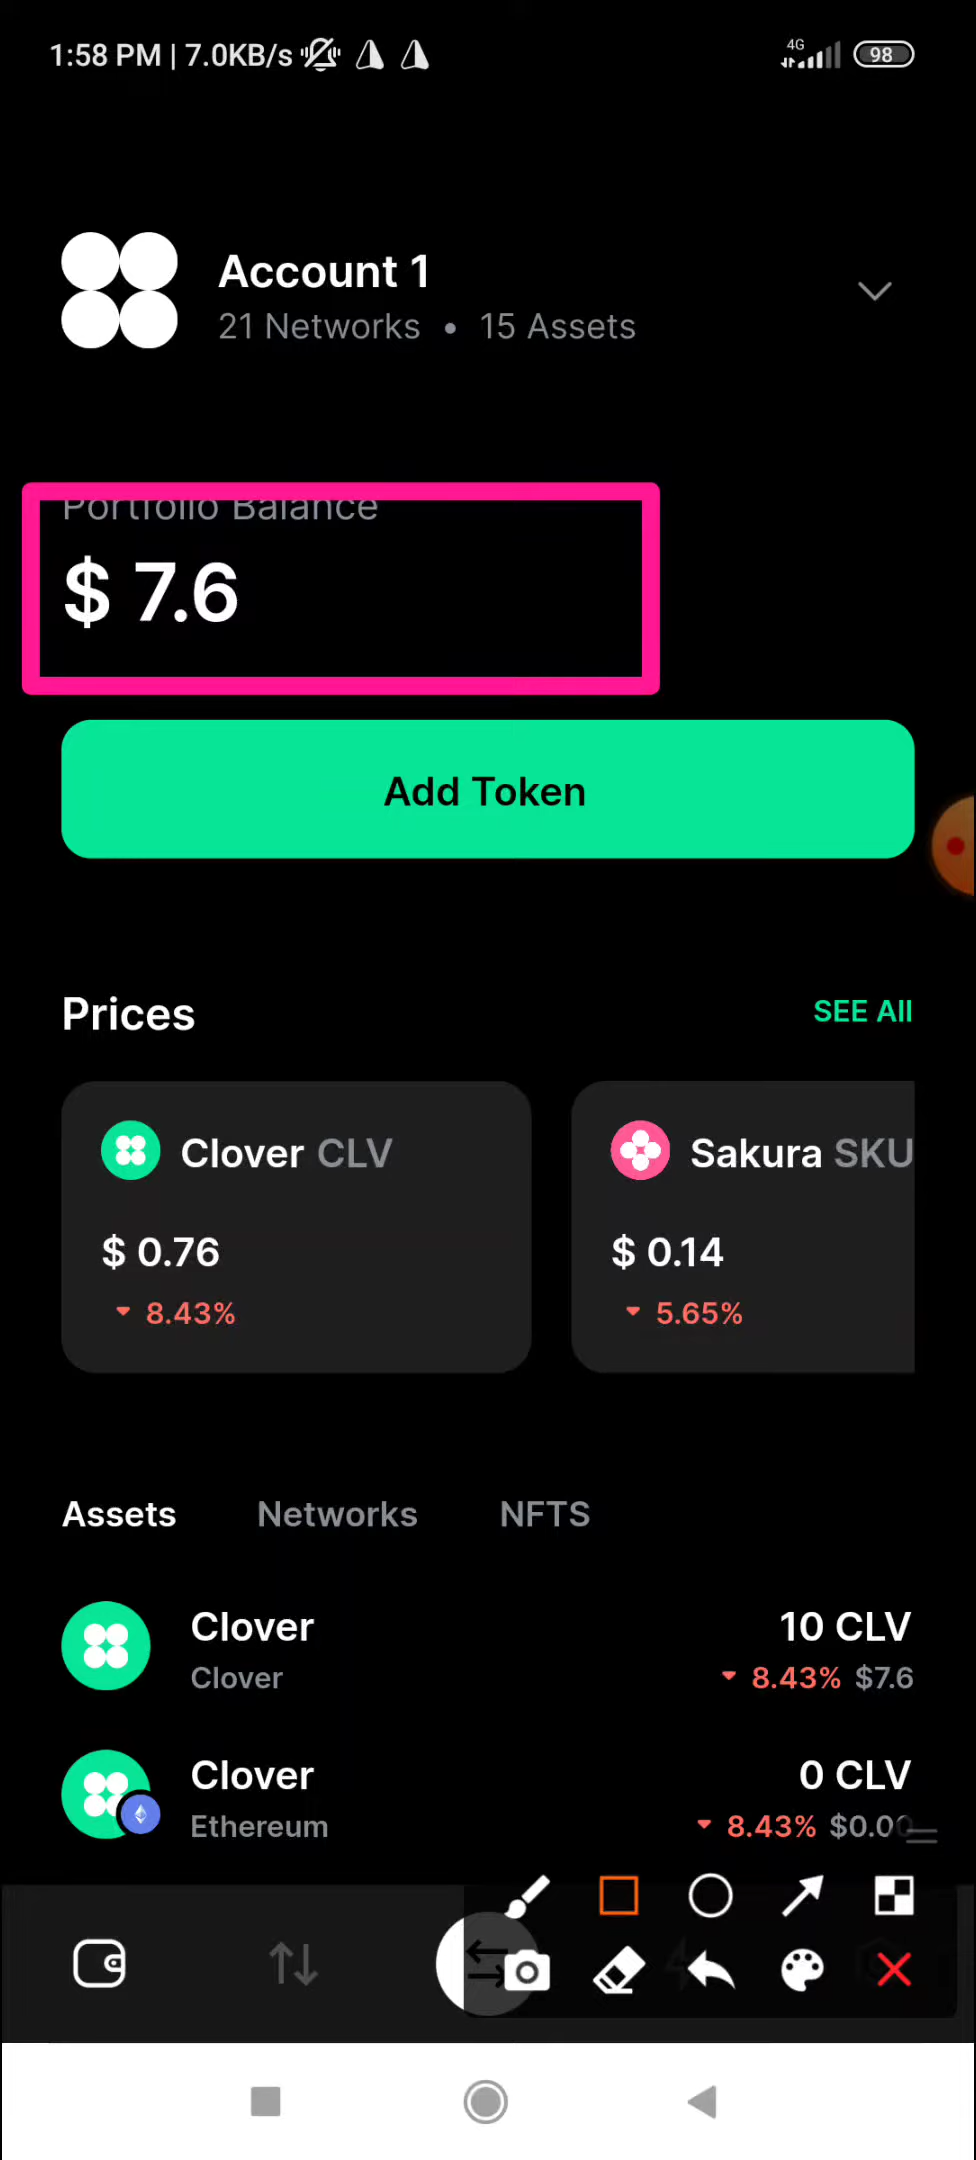 1:58 PM | 7.0KB/s
4G
98
Account 1
21 Networks • 15 Assets
Portfolio Balance
$ 7.6
Add Token
Prices
SEE All
Clover CLV
Sakura SKU
$ 0.76
$ 0.14
8.43%
5.65%
Assets
Networks
NFTS
Clover
10 CLV
Clover
8.43% $7.6
Clover
0 CLV
Ethereum
8.43% $0.00